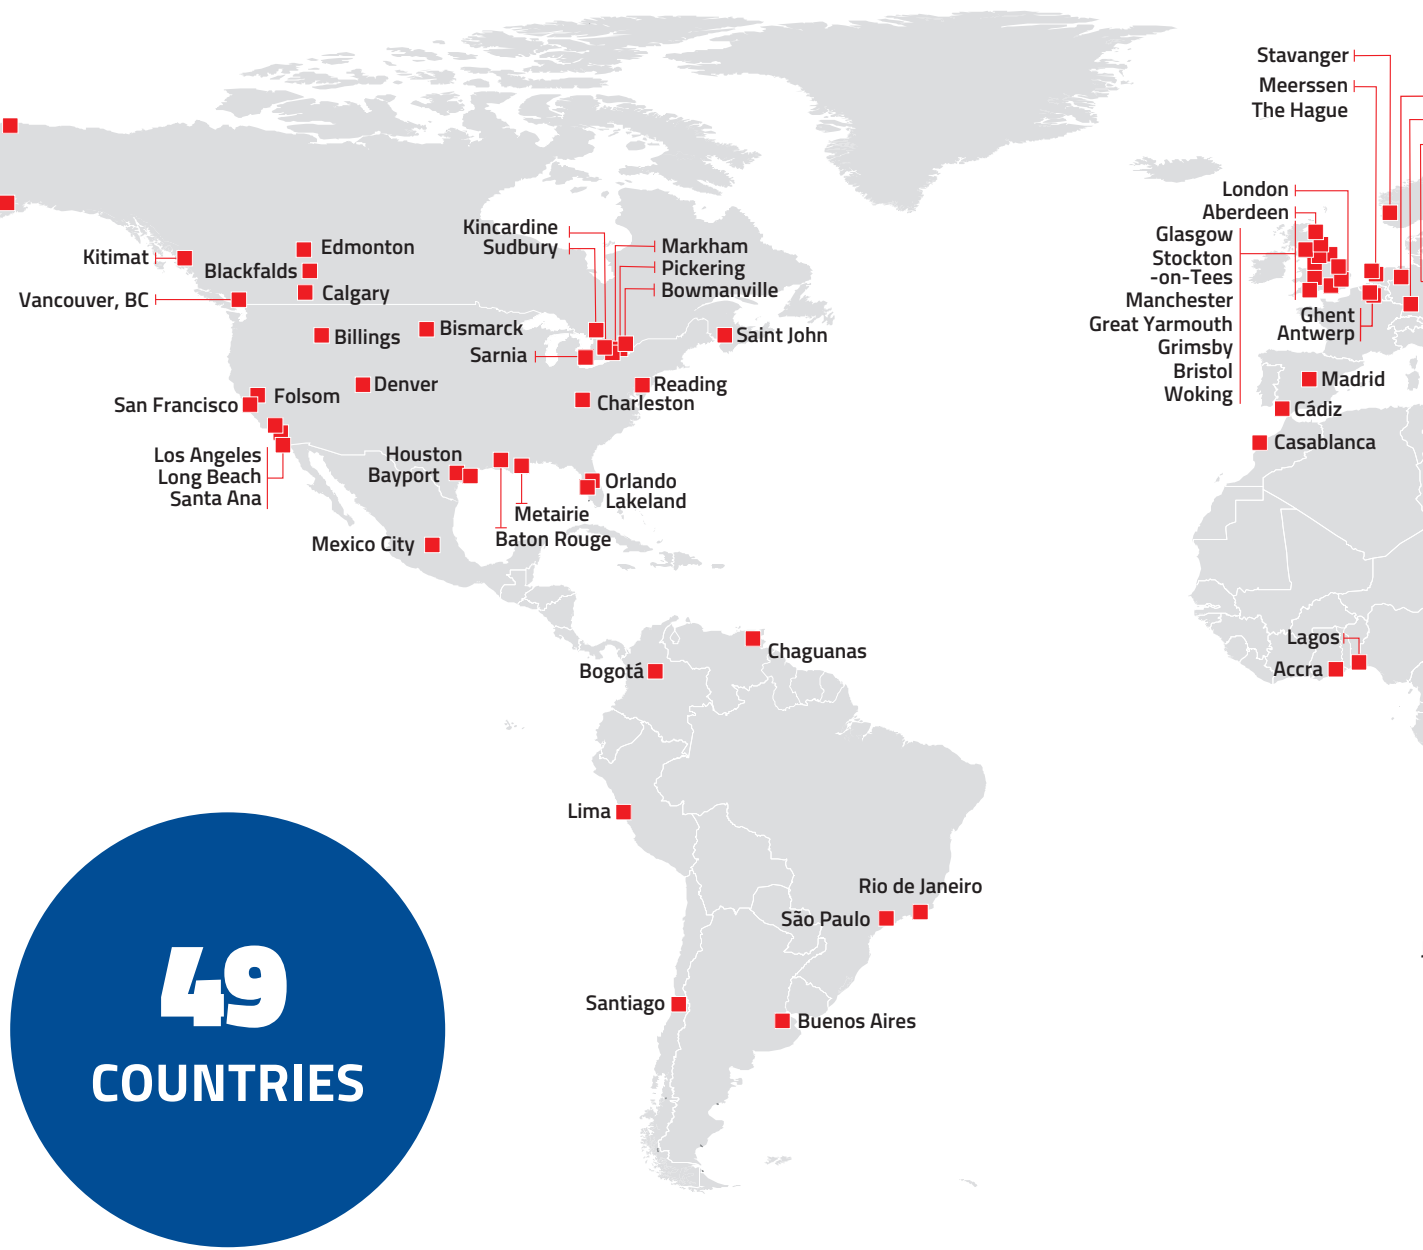 Stavanger
Meerssen
The Hague
London
Aberdeen
Glasgow
Stockton
-on-Tees
Manchester
Great Yarmouth
Grimsby
Bristol
Woking
Ghent
Antwerp
Madrid
Cádiz
Casablanca
Lagos
Accra
Kitimat
Vancouver, BC
Edmonton
Blackfalds
Calgary
Billings
Bismarck
Kincardine
Sudbury
Markham
Pickering
Bowmanville
Sarnia
Saint John
Denver
Folsom
San Francisco
Reading
Charleston
Los Angeles
Long Beach
Santa Ana
Houston
Bayport
Orlando
Lakeland
Metairie
Baton Rouge
Mexico City
Chaguanas
Bogotá
Lima
Rio de Janeiro
São Paulo
Santiago
Buenos Aires
49
COUNTRIES